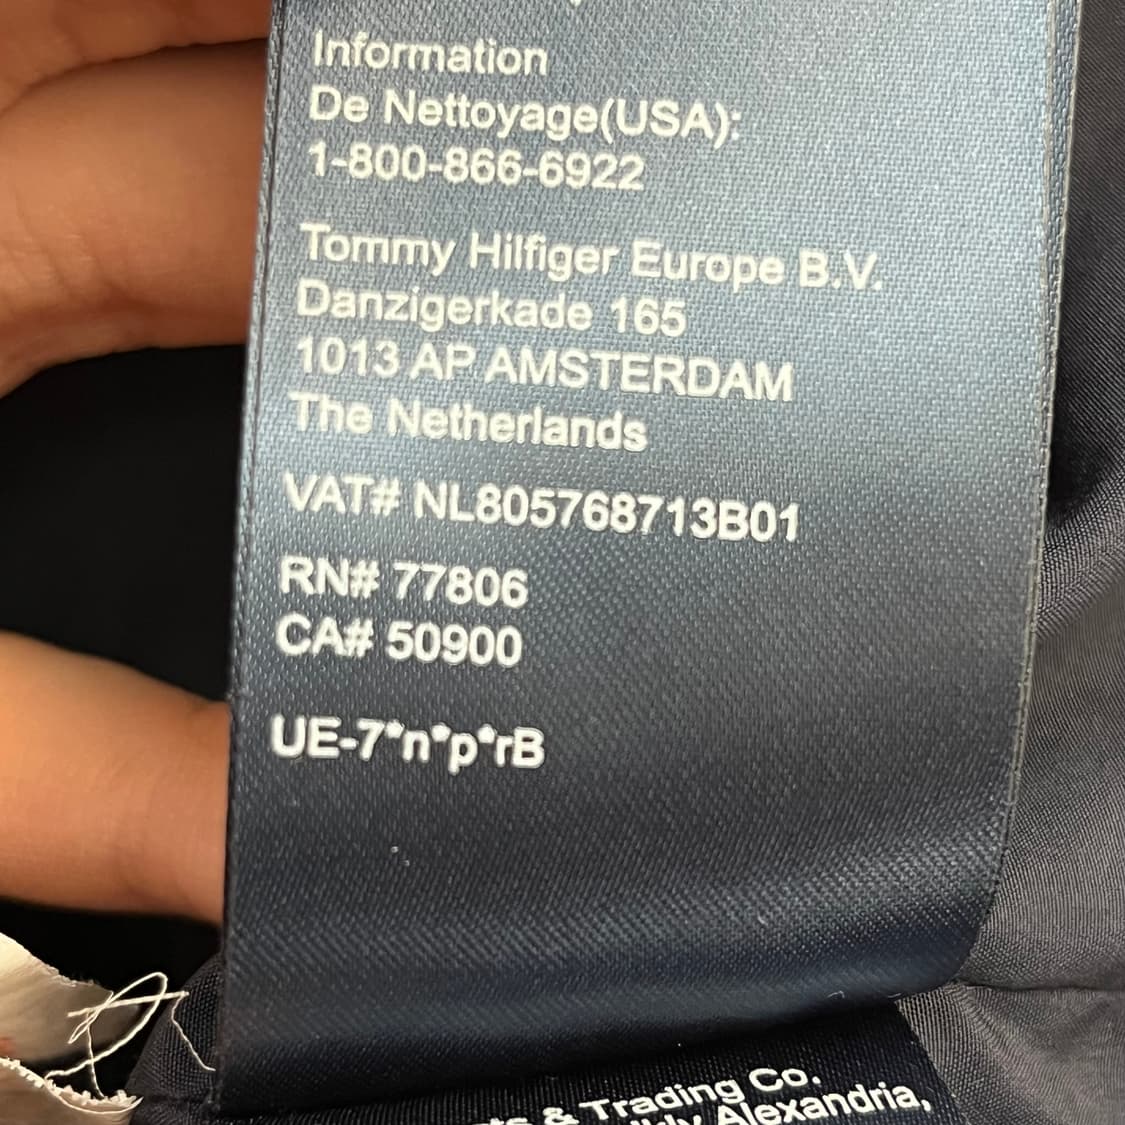 Information
De Nettoyage(USA):
1-800-866-6922
Tommy Hilfiger Europe B.V.
Danzigerkade 165
1013 AP AMSTERDAM
The Netherlands
VAT# NL805768713B01
RN# 77806
CA# 50900
UE-7*n*p*rB
& Trading Co.
Alexandria,